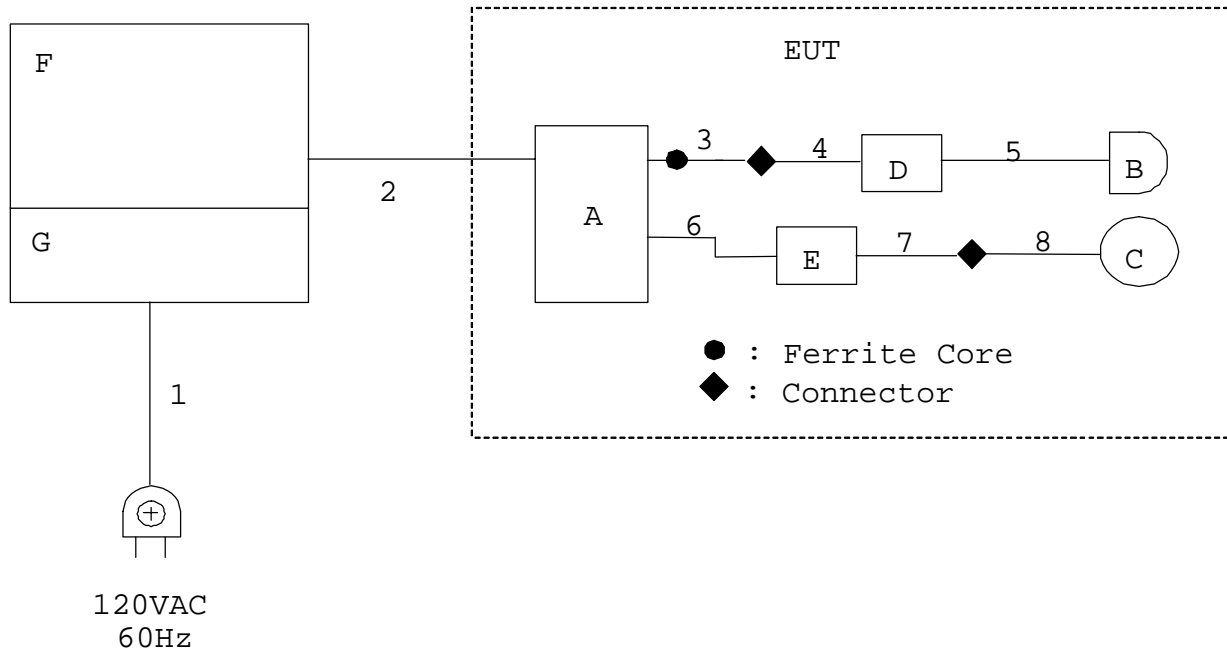 EUT
F
3
4
5
D
B
2
A
6
7
8
G
E
C
: Ferrite Core
: Connector
1
120VAC
60Hz